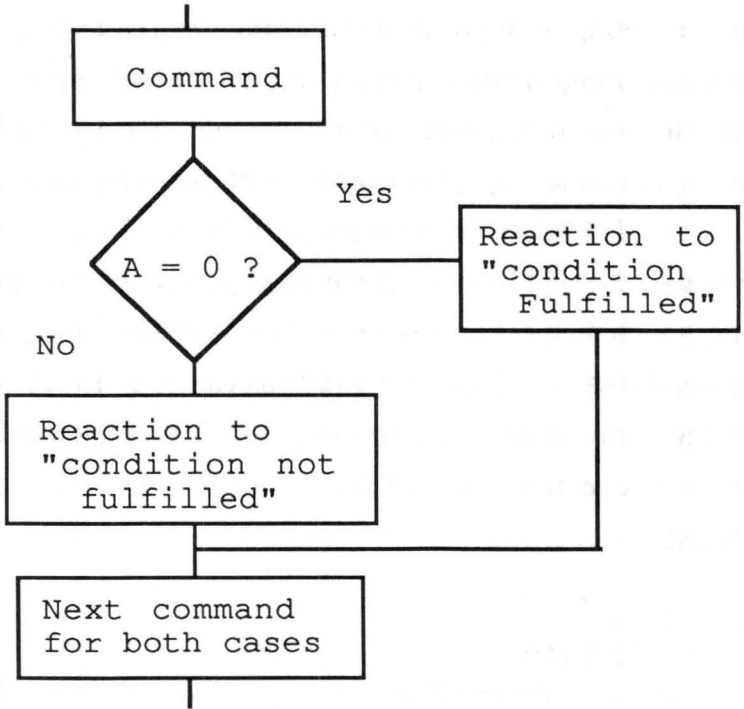 Command
Yes
A = 0 ?
Reaction to
"condition
Fulfilled"
No
Reaction to
"condition not
fulfilled"
Next command
for both cases